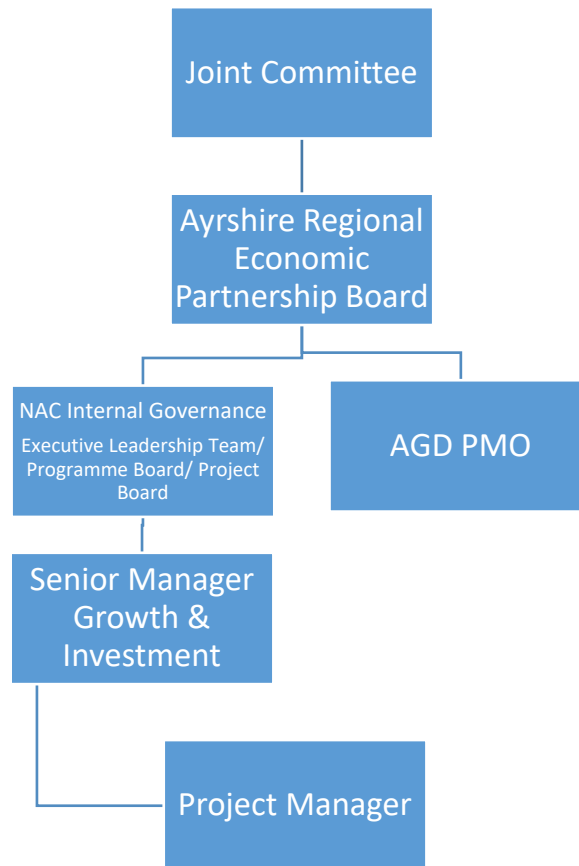 Joint Committee
Ayrshire Regional
Economic
Partnership Board
NAC Internal Governance
Executive Leadership Team/
Programme Board/ Project
Board
AGD PMO
Senior Manager
Growth &
Investment
Project Manager